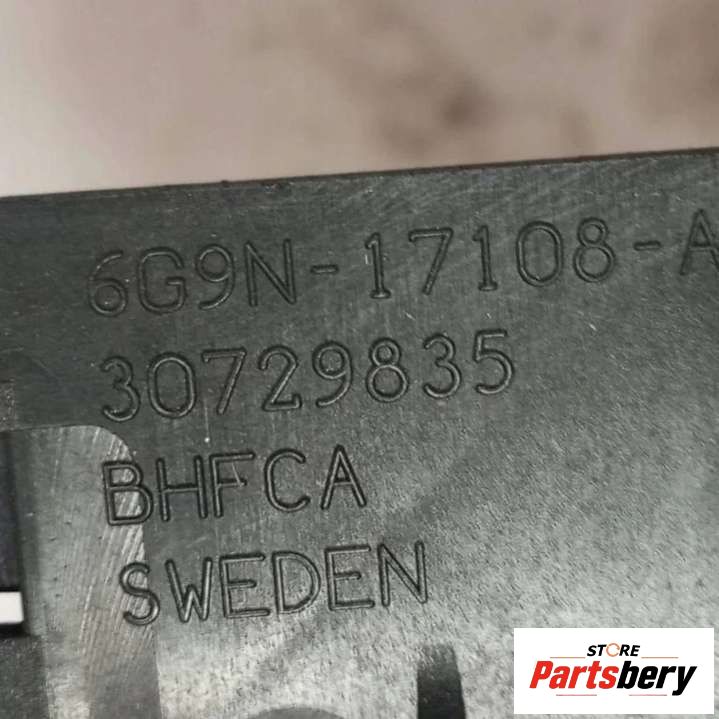 6G9N-17108-A
30729835
BHFCA
SWEDEN
STORE
Partsbery